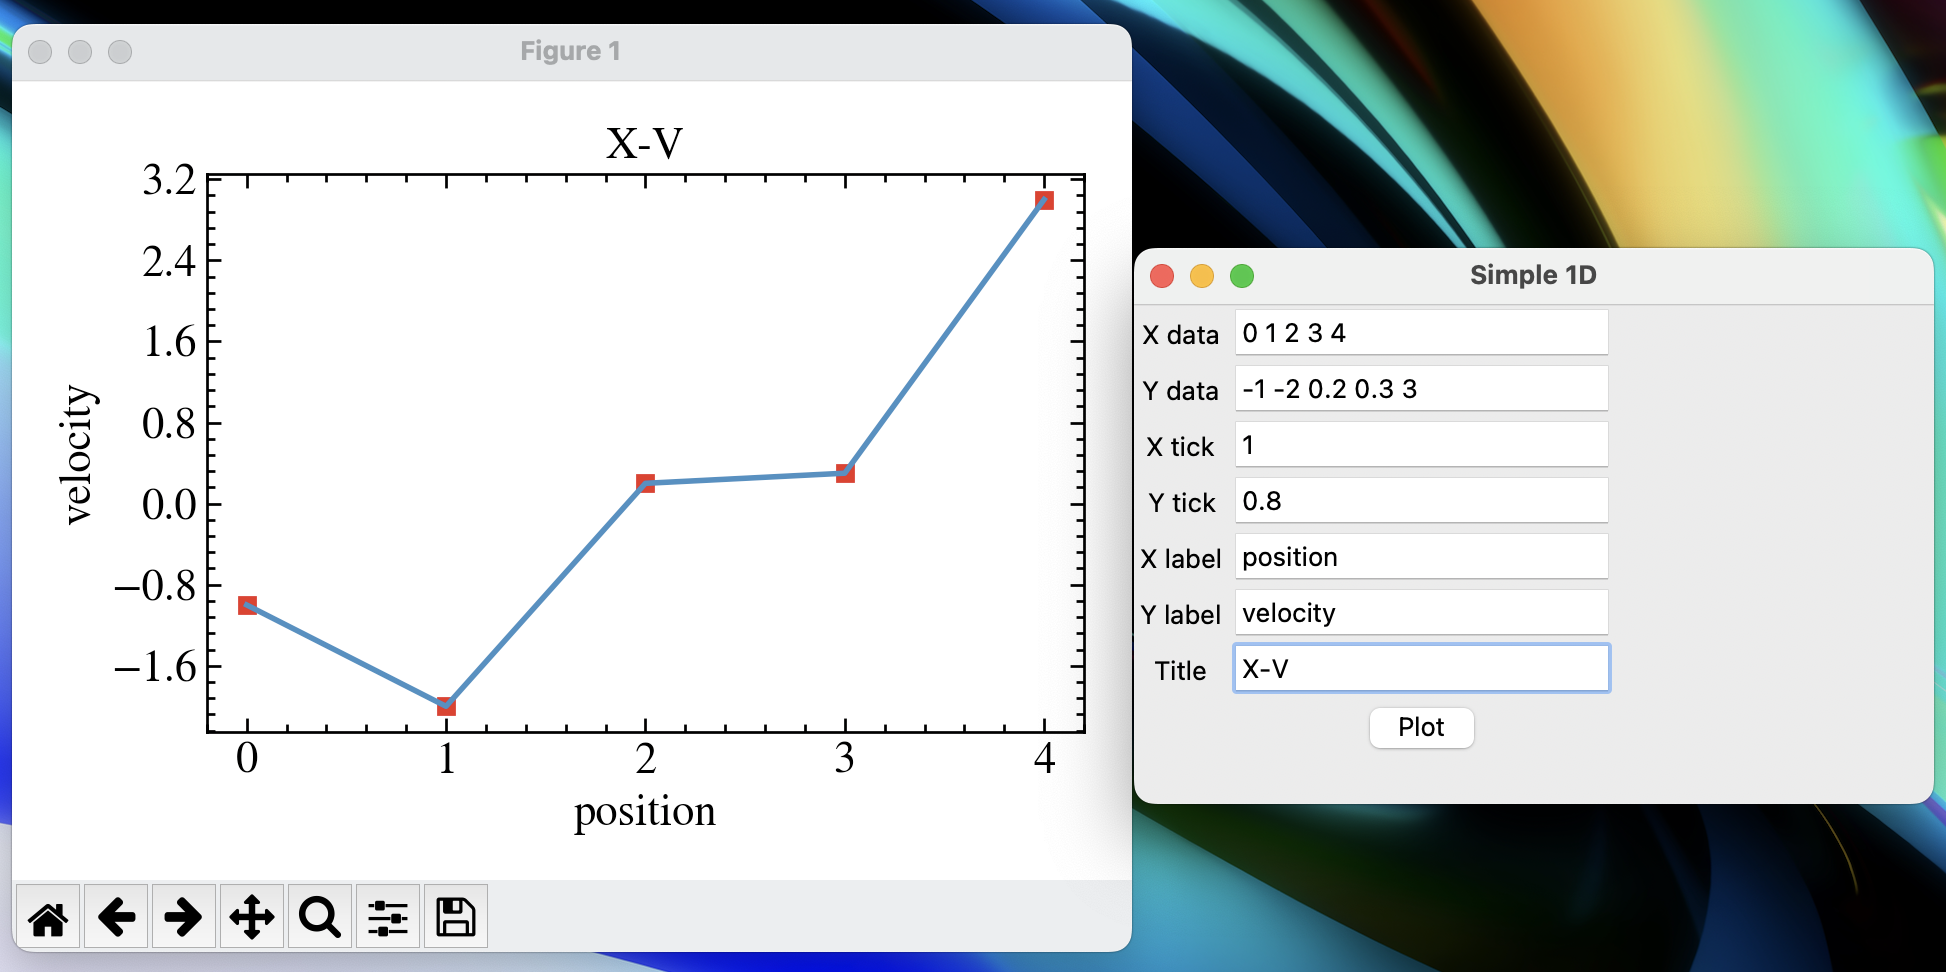 Figure 1
X-V
3.2
2.4
1.6
0.8
0.0
−0.8
−1.6
velocity
0 1 2 3 4
position
Simple 1D
X data 0 1 2 3 4
Y data -1 -2 0.2 0.3 3
X tick 1
Y tick 0.8
X label position
Y label velocity
Title X-V
Plot